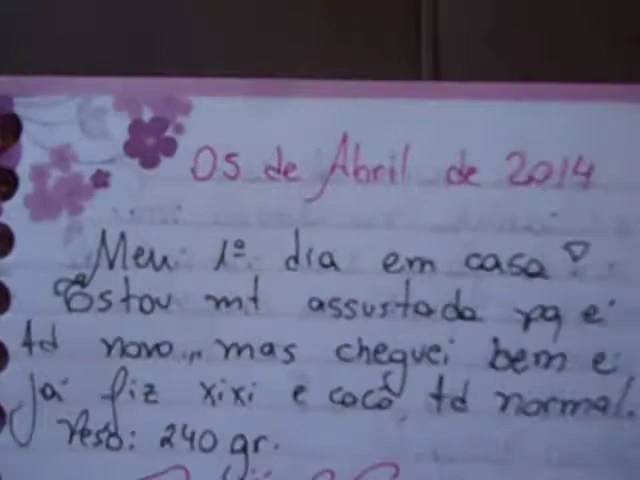 05 de Abril de 2014
Meu 1º dia em casa!
Estou mt assustada pq é
td novo... mas cheguei bem e
já fiz xixi e cocô, td normal.
Peso: 240 gr.